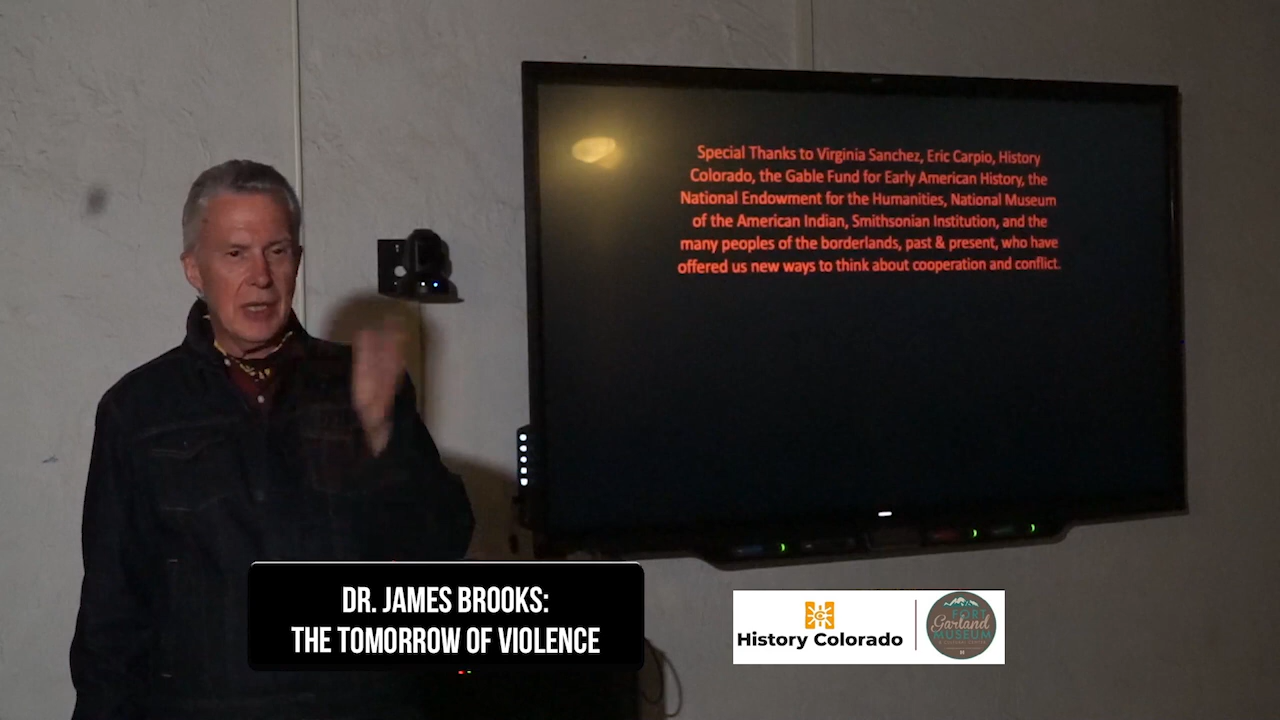 Special Thanks to Virginia Sanchez, Eric Carpio, History
Colorado, the Gable Fund for Early American History, the
National Endowment for the Humanities, National Museum
of the American Indian, Smithsonian Institution, and the
many peoples of the borderlands, past & present, who have
offered us new ways to think about cooperation and conflict.
DR. JAMES BROOKS:
THE TOMORROW OF VIOLENCE
History Colorado
FORT
Garland
MUSEUM